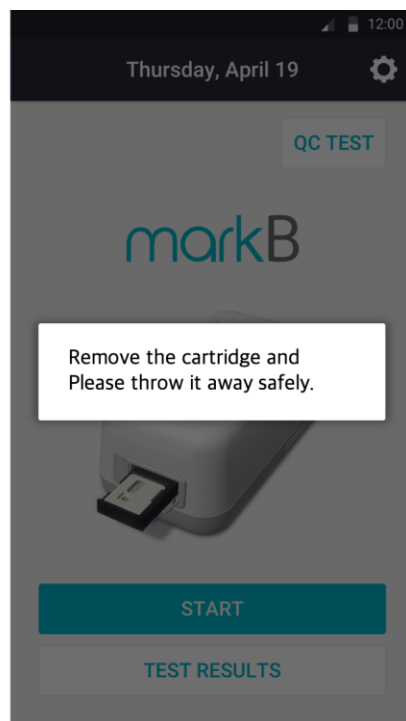 12:00
Thursday, April 19
QC TEST
markB
Remove the cartridge and
Please throw it away safely.
START
TEST RESULTS